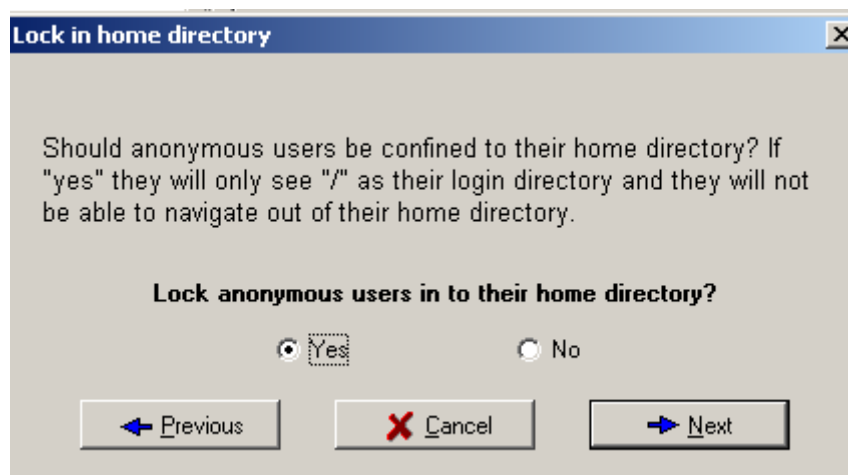 Lock in home directory
Should anonymous users be confined to their home directory? If
"yes" they will only see "/" as their login directory and they will not
be able to navigate out of their home directory.
Lock anonymous users in to their home directory?
Yes No
Previous Cancel Next